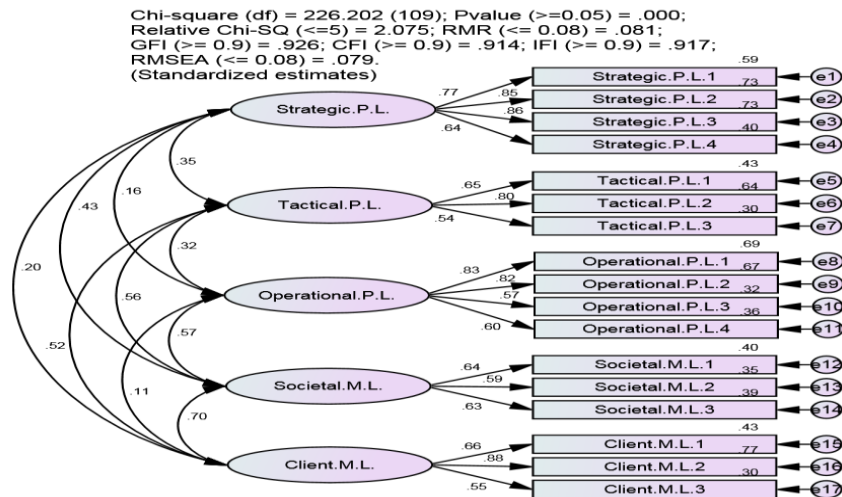 Chi-square (df) = 226.202 (109); Pvalue (>=0.05) = .000;
Relative Chi-SQ (<=5) = 2.075; RMR (<= 0.08) = .081;
GFI (>= 0.9) = .926; CFI (>= 0.9) = .914; IFI (>= 0.9) = .917;
RMSEA (<= 0.08) = .079.
(Standardized estimates)
.59
.77 Strategic.P.L.1 e1
.73
.85 Strategic.P.L.2 e2
Strategic.P.L.
.73
.86 Strategic.P.L.3 e3
.40
.64 Strategic.P.L.4 e4
.35
.43
.65 Tactical.P.L.1 e5
.64
.16
.80 Tactical.P.L.2 e6
.43
Tactical.P.L.
.30
.54 Tactical.P.L.3 e7
.32
.69
.83 Operational.P.L.1 e8
.20
.67
.82 Operational.P.L.2 e9
.56
Operational.P.L.
.32
.57 Operational.P.L.3 e10
.36
.60 Operational.P.L.4 e11
.57
.52
.40
.64 Societal.M.L.1 e12
.35
.11
.59 Societal.M.L.2 e13
Societal.M.L.
.39
.63 Societal.M.L.3 e14
.70
.43
.66 Client.M.L.1 e15
.77
.88 Client.M.L.2 e16
Client.M.L.
.30
.55 Client.M.L.3 e17